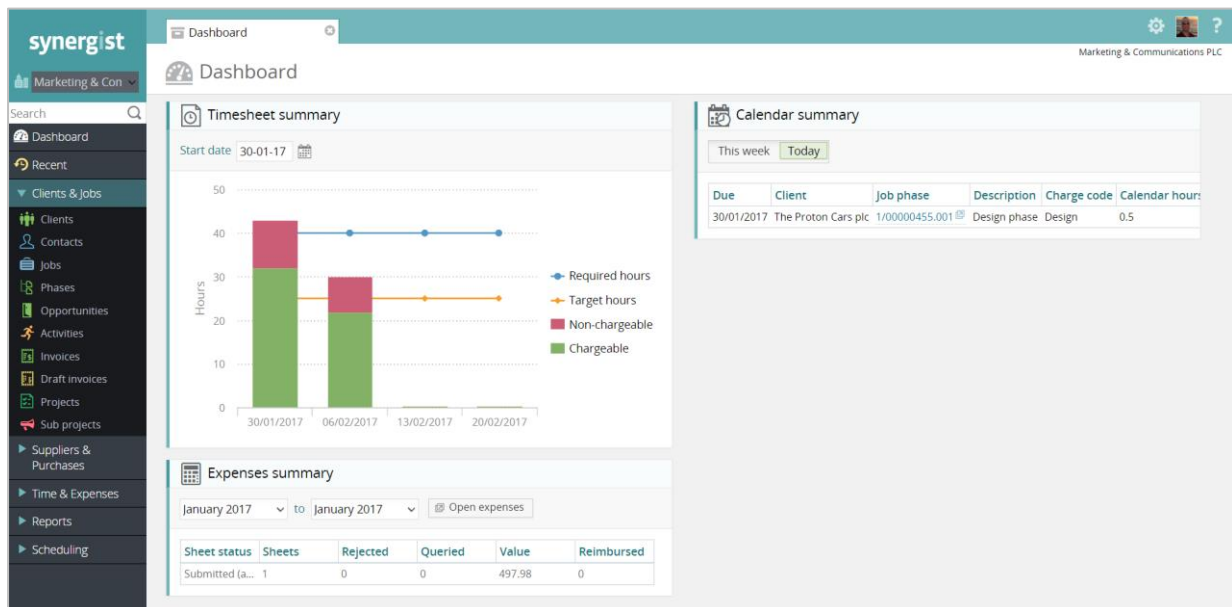 synergist
Marketing & Con
Search
Dashboard
Recent
Clients & Jobs
Clients
Contacts
Jobs
Phases
Opportunities
Activities
Invoices
Draft invoices
Projects
Sub projects
Suppliers &
Purchases
Time & Expenses
Reports
Scheduling
Dashboard
?
Marketing & Communications PLC
Dashboard
Timesheet summary
Start date 30-01-17
50
40
30
20
10
0
Hours
30/01/2017 06/02/2017 13/02/2017 20/02/2017
Required hours
Target hours
Non-chargeable
Chargeable
Expenses summary
January 2017 to January 2017 Open expenses
Sheet status Sheets Rejected Queried Value Reimbursed
Submitted (a... 1 0 0 497.98 0
Calendar summary
This week Today
Due Client Job phase Description Charge code Calendar hours
30/01/2017 The Proton Cars plc 1/00000455.001 Design phase Design 0.5